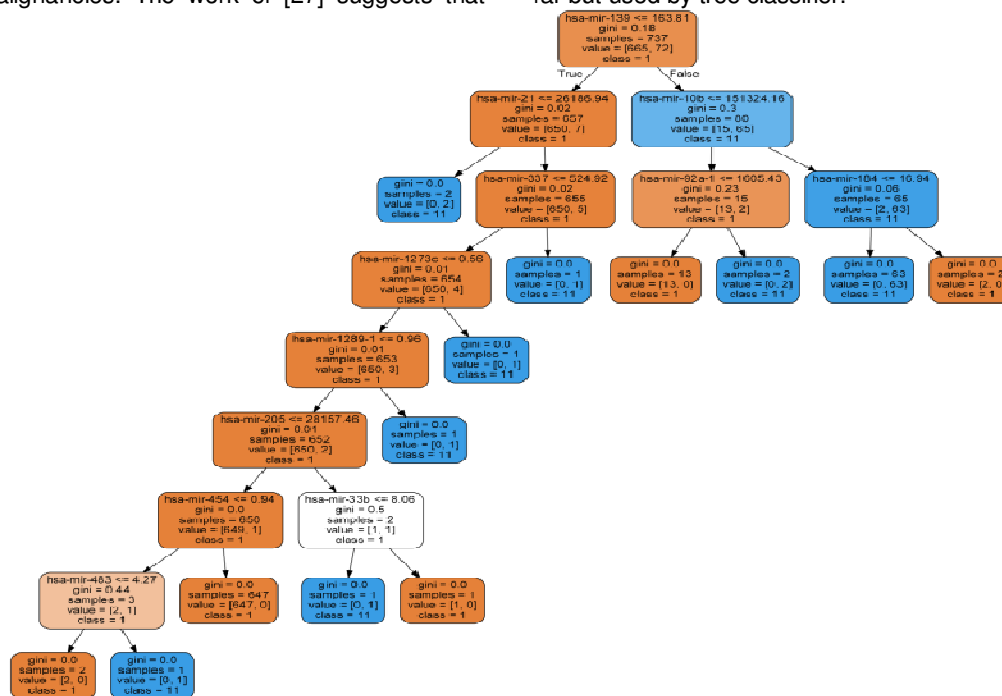 alignancies. The work of [27] suggests that
far but used by tree classifier.
hsa-mir-139 <= 163.81
gini = 0.18
samples = 737
value = [665, 72]
class = 1
True
False
hsa-mir-21 <= 26186.94
gini = 0.02
samples = 657
value = [650, 7]
class = 1
hsa-mir-10b <= 151324.16
gini = 0.3
samples = 80
value = [15, 65]
class = 11
gini = 0.0
samples = 2
value = [0, 2]
class = 11
hsa-mir-337 <= 524.92
gini = 0.02
samples = 655
value = [650, 5]
class = 1
hsa-mir-92a-1 <= 1605.43
gini = 0.23
samples = 15
value = [13, 2]
class = 1
hsa-mir-184 <= 16.94
gini = 0.06
samples = 65
value = [2, 63]
class = 11
hsa-mir-1273c <= 0.56
gini = 0.01
samples = 654
value = [650, 4]
class = 1
gini = 0.0
samples = 1
value = [0, 1]
class = 11
gini = 0.0
samples = 13
value = [13, 0]
class = 1
gini = 0.0
samples = 2
value = [0, 2]
class = 11
gini = 0.0
samples = 63
value = [0, 63]
class = 11
gini = 0.0
samples = 2
value = [2, 0
class = 1
hsa-mir-1289-1 <= 0.96
gini = 0.01
samples = 653
value = [650, 3]
class = 1
gini = 0.0
samples = 1
value = [0, 1]
class = 11
hsa-mir-205 <= 28157.46
gini = 0.01
samples = 652
value = [650, 2]
class = 1
gini = 0.0
samples = 1
value = [0, 1]
class = 11
hsa-mir-454 <= 0.94
gini = 0.0
samples = 650
value = [649, 1]
class = 1
hsa-mir-33b <= 8.06
gini = 0.5
samples = 2
value = [1, 1]
class = 1
hsa-mir-483 <= 4.27
gini = 0.44
samples = 3
value = [2, 1]
class = 1
gini = 0.0
samples = 647
value = [647, 0]
class = 1
gini = 0.0
samples = 1
value = [0, 1]
class = 11
gini = 0.0
samples = 1
value = [1, 0]
class = 1
gini = 0.0
samples = 2
value = [2, 0]
class = 1
gini = 0.0
samples = 1
value = [0, 1]
class = 11